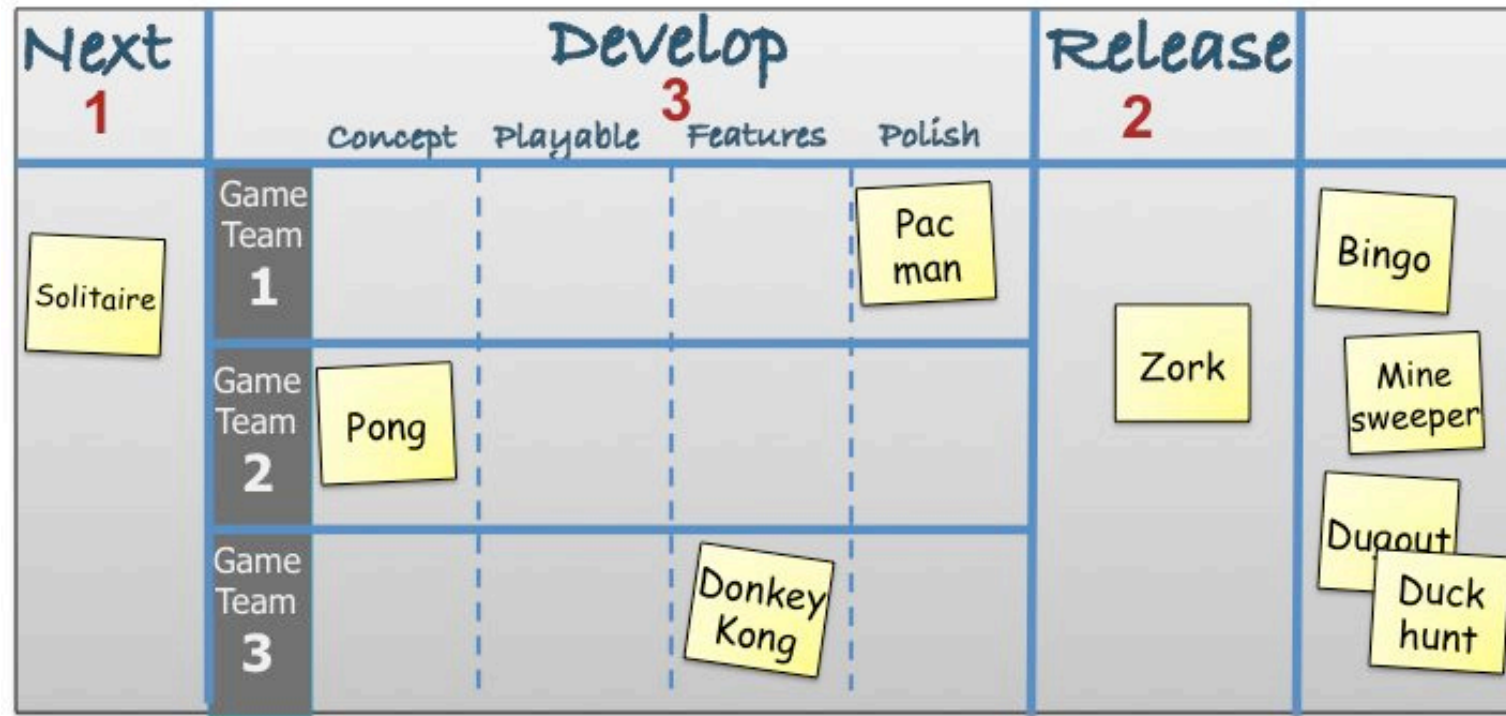 Next
Develop
Release
1
3
2
Concept Playable Features Polish
Game
Team
1
Pac
man
Solitaire
Bingo
Game
Team
2
Pong
Zork
Mine
sweeper
Game
Team
3
Donkey
Kong
Dugout
Duck
hunt